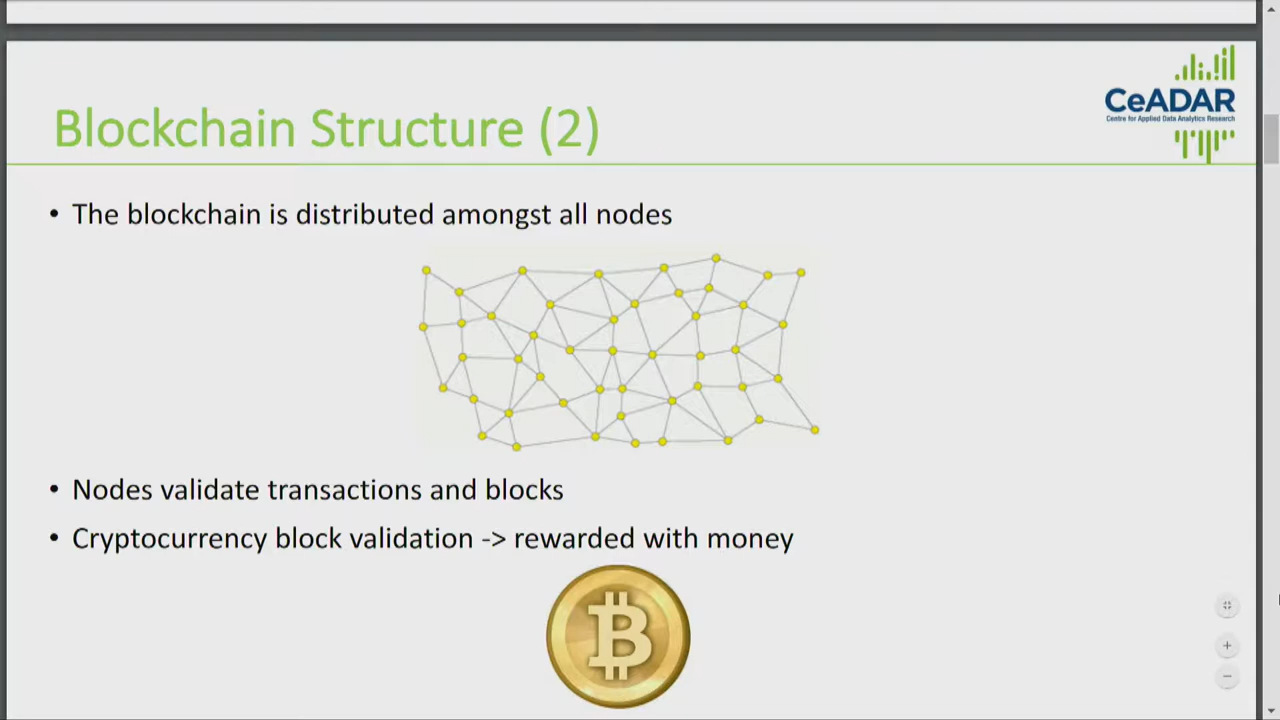 Blockchain Structure (2)
CeADAR
Centre for Applied Data Analytics Research
• The blockchain is distributed amongst all nodes
• Nodes validate transactions and blocks
• Cryptocurrency block validation -> rewarded with money
B